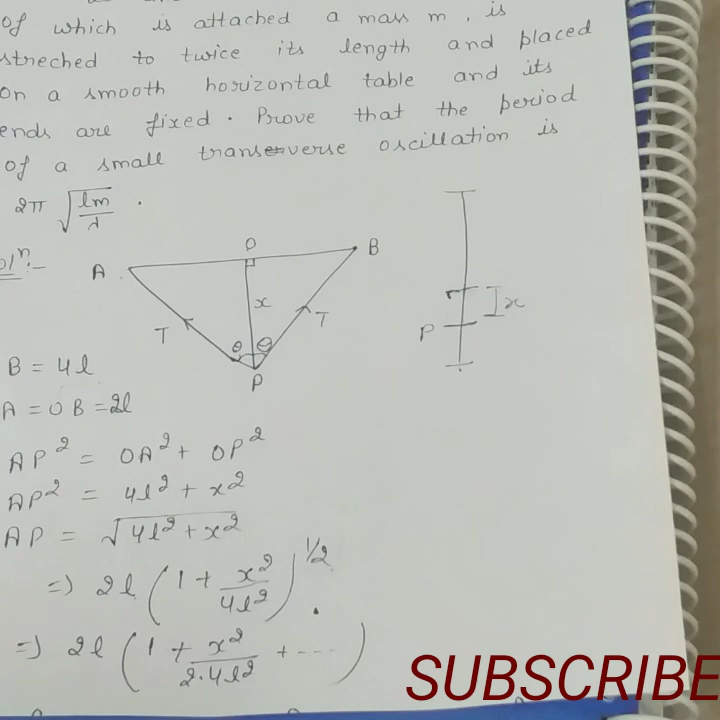 of which is attached a mass m, is
streched to twice its length and placed
on a smooth horizontal table and its
ends are fixed. Prove that the period
of a small transverse oscillation is
2π √(lm/λ) .
olⁿ:-
A
O
B
x
T
T
θ
θ
P
x
P
B = 4l
A = OB = 2l
AP² = OA² + OP²
AP² = 4l² + x²
AP = √(4l² + x²)
=) 2l (1 + x²/4l²)^1/2 .
=) 2l (1 + x²/2.4l² + ---)
SUBSCRIBE